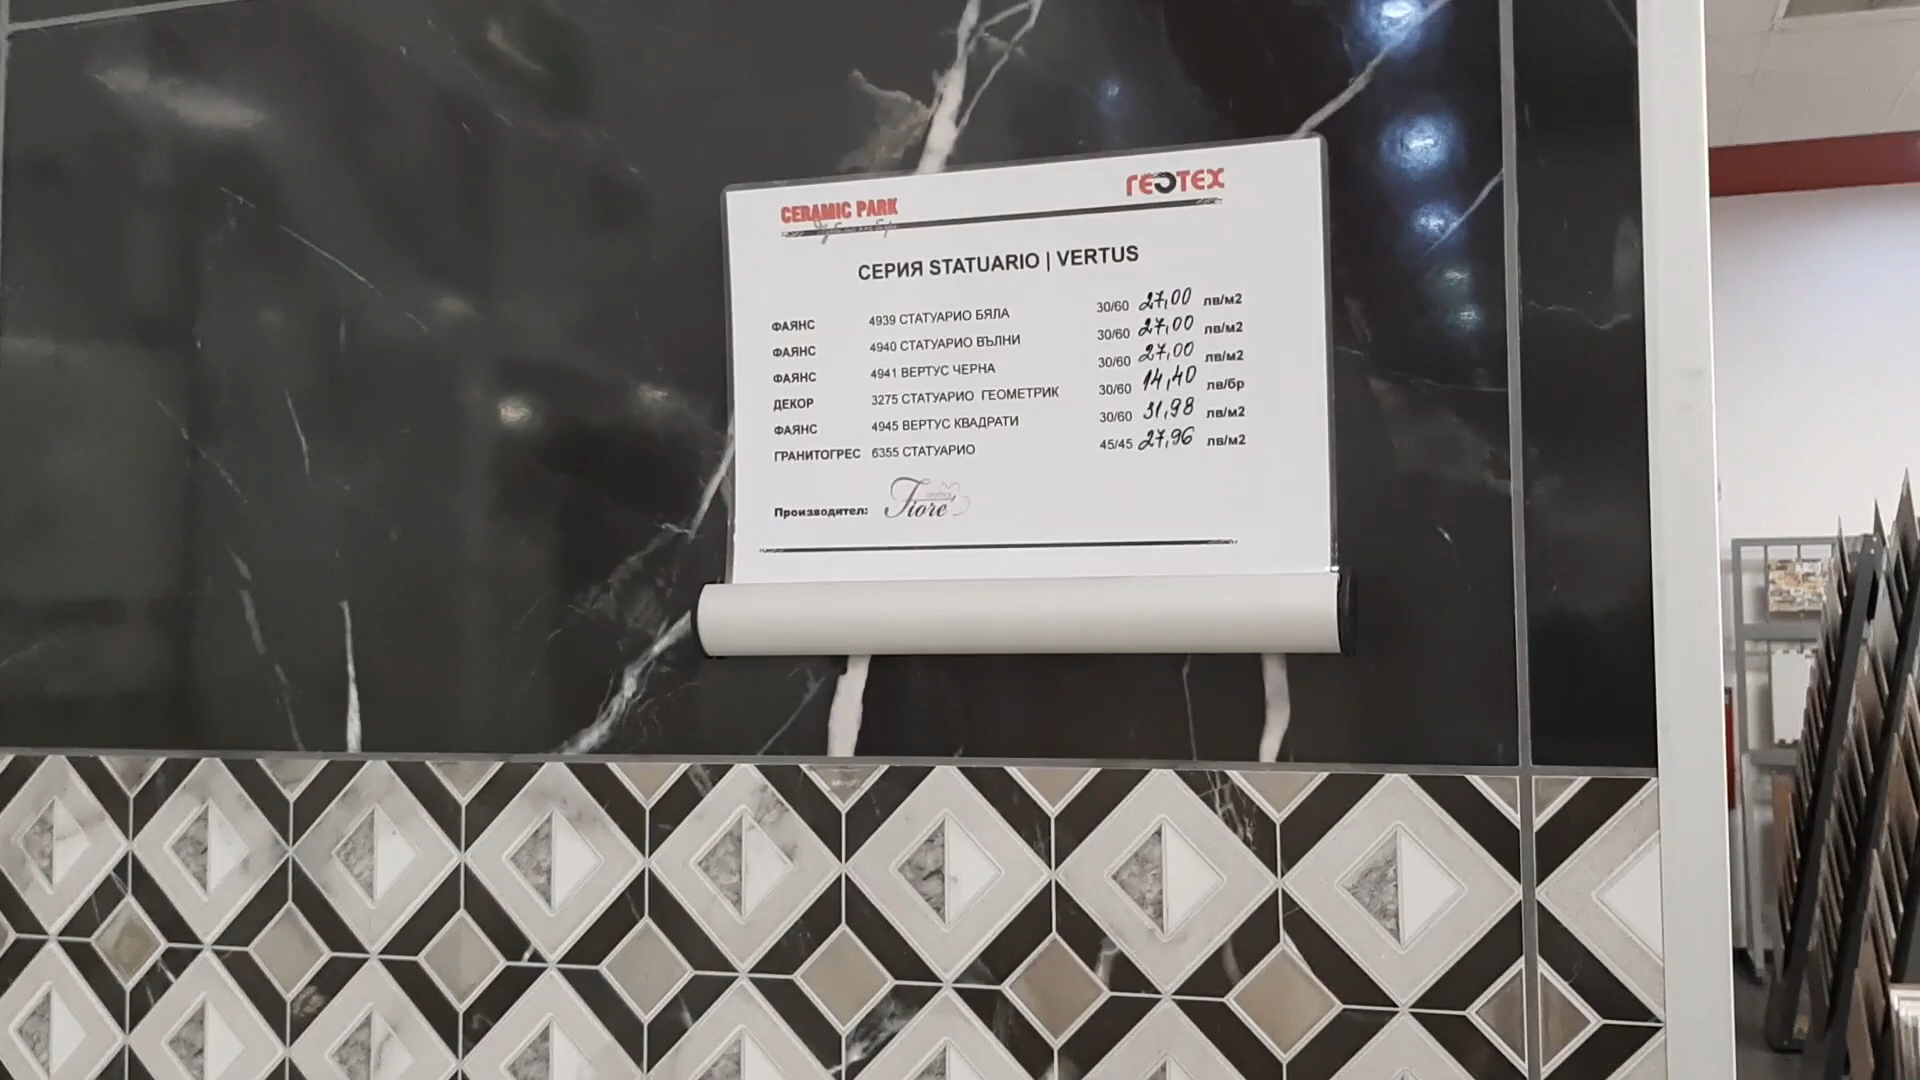 CERAMIC PARK
ГЕОТЕХ
СЕРИЯ STATUARIO | VERTUS
ФАЯНС 4939 СТАТУАРИО БЯЛА 30/60 27,00 лв/м2
ФАЯНС 4940 СТАТУАРИО ВЪЛНИ 30/60 27,00 лв/м2
ФАЯНС 4941 ВЕРТУС ЧЕРНА 30/60 27,00 лв/м2
ДЕКОР 3275 СТАТУАРИО ГЕОМЕТРИК 30/60 14,40 лв/бр
ФАЯНС 4945 ВЕРТУС КВАДРАТИ 30/60 31,98 лв/м2
ГРАНИТОГРЕС 6355 СТАТУАРИО 45/45 27,96 лв/м2
Производител: Fiore